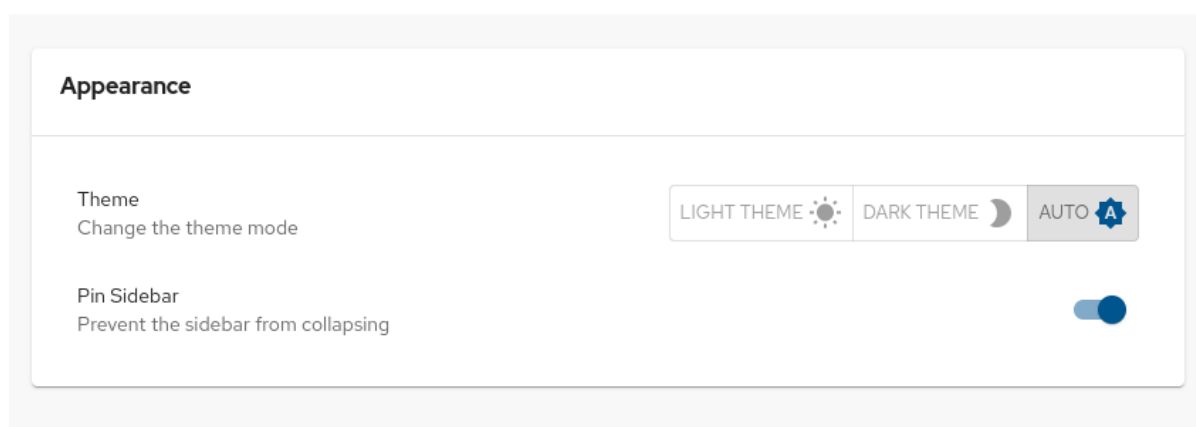 Appearance
Theme
Change the theme mode
LIGHT THEME
DARK THEME
AUTO A
Pin Sidebar
Prevent the sidebar from collapsing